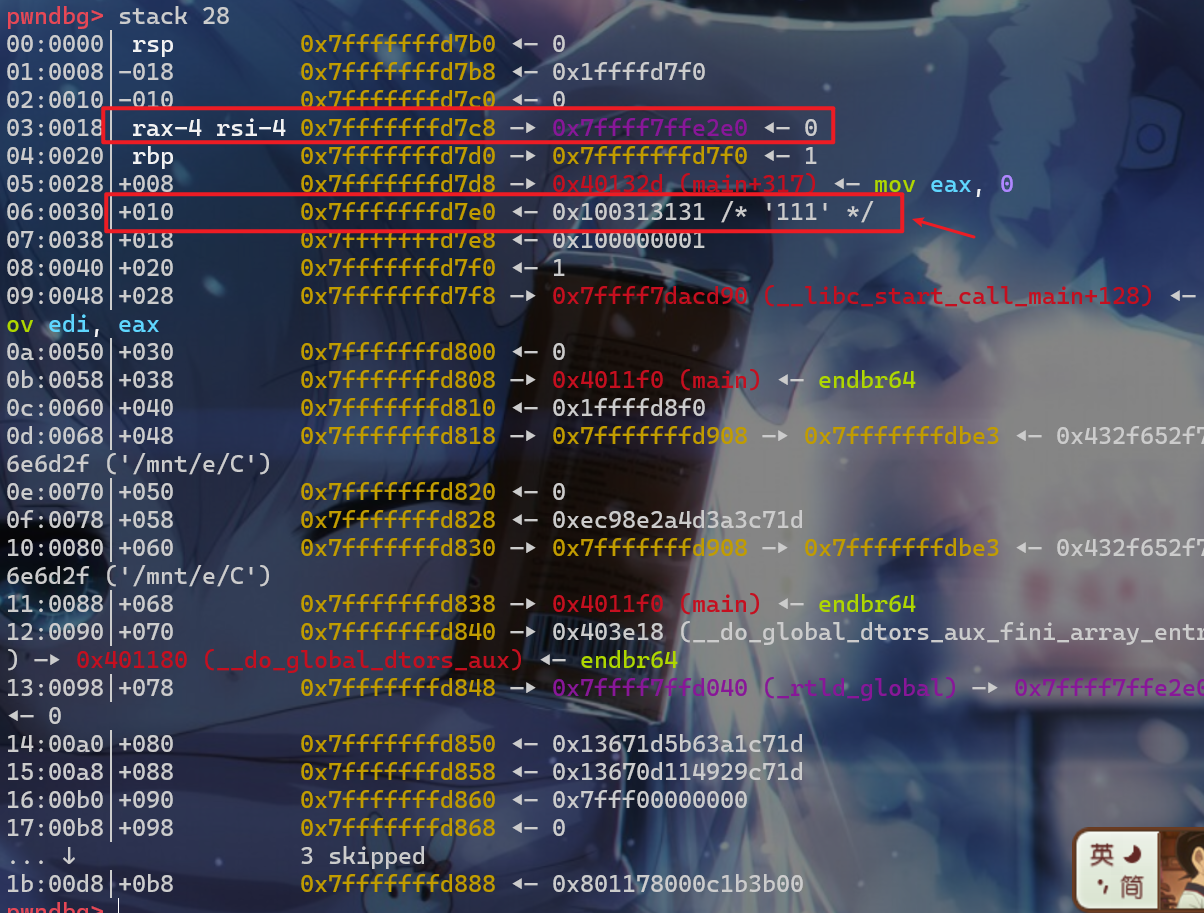 pwndbg> stack 28
00:0000│ rsp 0x7fffffffd7b0 ◂— 0
01:0008│-018 0x7fffffffd7b8 ◂— 0x1ffffd7f0
02:0010│-010 0x7fffffffd7c0 ◂— 0
03:0018│ rax-4 rsi-4 0x7fffffffd7c8 —▸ 0x7ffff7ffe2e0 ◂— 0
04:0020│ rbp 0x7fffffffd7d0 —▸ 0x7fffffffd7f0 ◂— 1
05:0028│+008 0x7fffffffd7d8 —▸ 0x40132d (main+317) ◂— mov eax, 0
06:0030│+010 0x7fffffffd7e0 ◂— 0x100313131 /* '111' */
07:0038│+018 0x7fffffffd7e8 ◂— 0x100000001
08:0040│+020 0x7fffffffd7f0 ◂— 1
09:0048│+028 0x7fffffffd7f8 —▸ 0x7ffff7dacd90 (__libc_start_call_main+128) ◂—
ov edi, eax
0a:0050│+030 0x7fffffffd800 ◂— 0
0b:0058│+038 0x7fffffffd808 —▸ 0x4011f0 (main) ◂— endbr64
0c:0060│+040 0x7fffffffd810 ◂— 0x1ffffd8f0
0d:0068│+048 0x7fffffffd818 —▸ 0x7fffffffd908 —▸ 0x7fffffffdbe3 ◂— 0x432f652f7
6e6d2f ('/mnt/e/C')
0e:0070│+050 0x7fffffffd820 ◂— 0
0f:0078│+058 0x7fffffffd828 ◂— 0xec98e2a4d3a3c71d
10:0080│+060 0x7fffffffd830 —▸ 0x7fffffffd908 —▸ 0x7fffffffdbe3 ◂— 0x432f652f7
6e6d2f ('/mnt/e/C')
11:0088│+068 0x7fffffffd838 —▸ 0x4011f0 (main) ◂— endbr64
12:0090│+070 0x7fffffffd840 —▸ 0x403e18 (__do_global_dtors_aux_fini_array_entr
) —▸ 0x401180 (__do_global_dtors_aux) ◂— endbr64
13:0098│+078 0x7fffffffd848 —▸ 0x7ffff7ffd040 (_rtld_global) —▸ 0x7ffff7ffe2e0
◂— 0
14:00a0│+080 0x7fffffffd850 ◂— 0x13671d5b63a1c71d
15:00a8│+088 0x7fffffffd858 ◂— 0x13670d114929c71d
16:00b0│+090 0x7fffffffd860 ◂— 0x7fff00000000
17:00b8│+098 0x7fffffffd868 ◂— 0
... ↓ 3 skipped
1b:00d8│+0b8 0x7fffffffd888 ◂— 0x801178000c1b3b00
pwndbg>
英
简